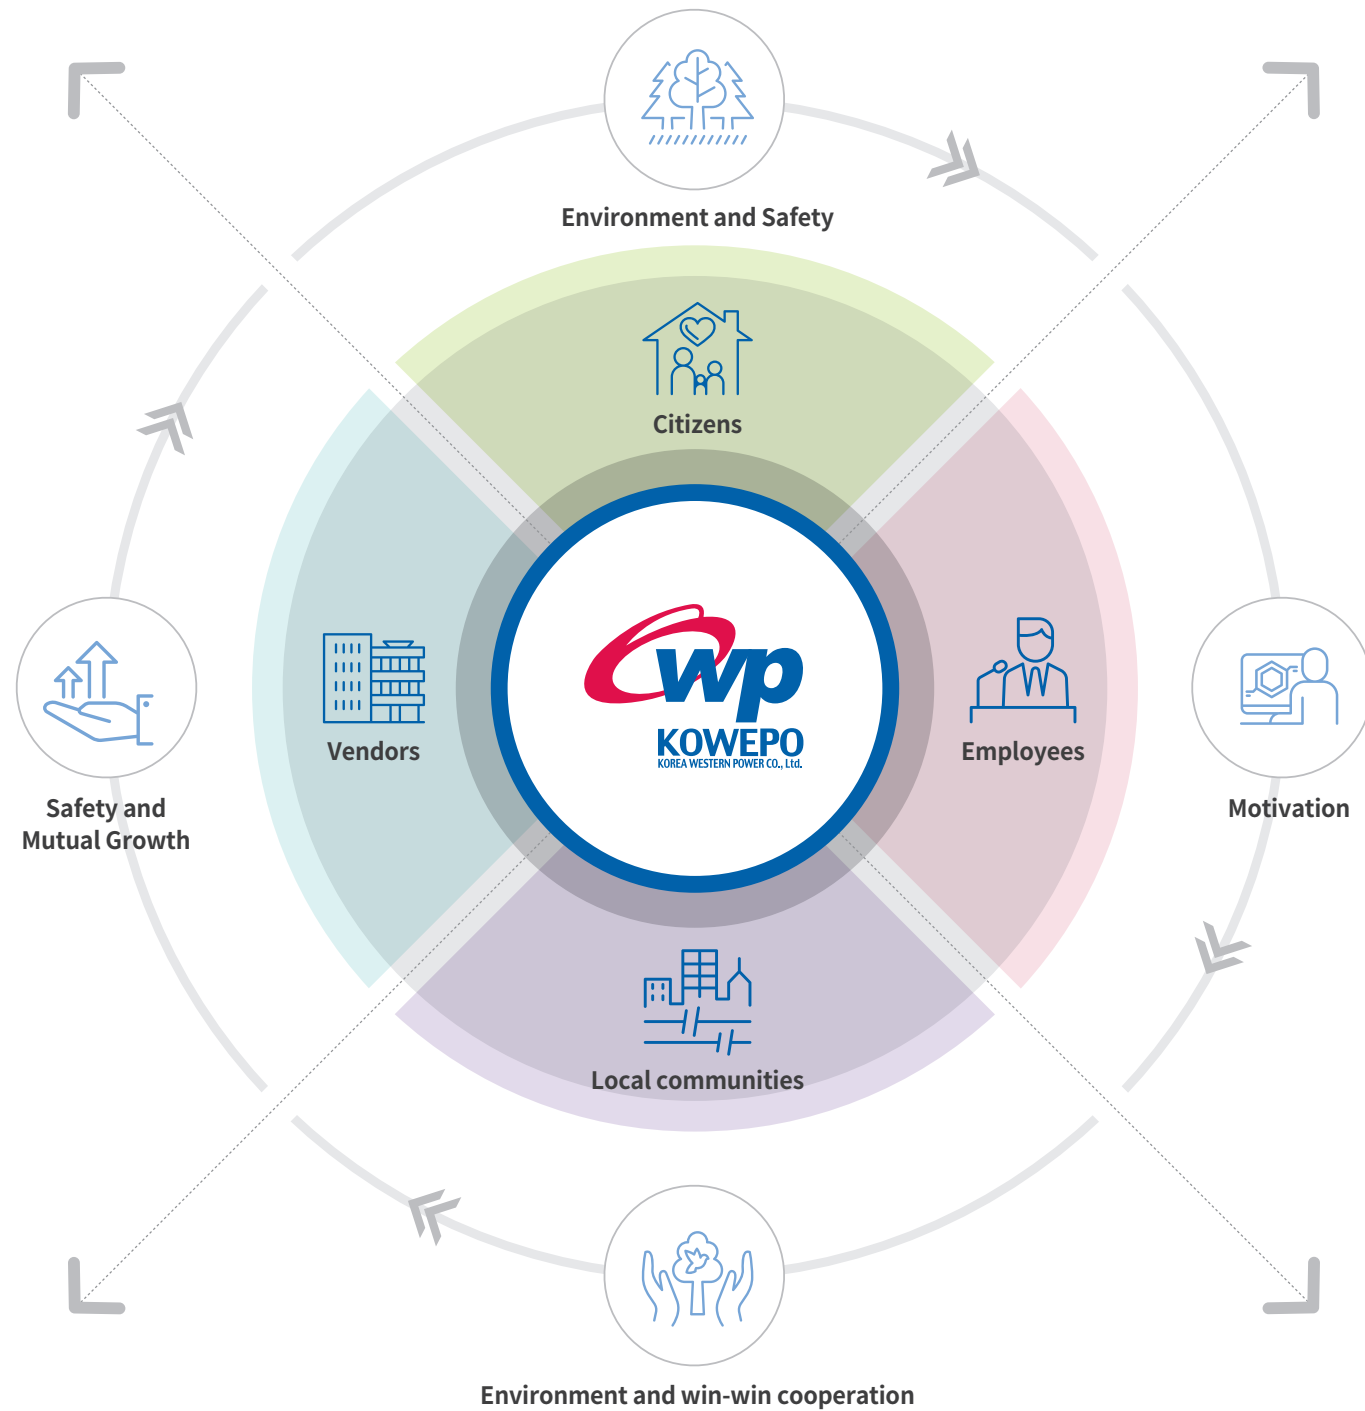 Environment and Safety
Citizens
wp
KOWEPO
KOREA WESTERN POWER CO., Ltd.
Vendors
Employees
Safety and
Mutual Growth
Motivation
Local communities
Environment and win-win cooperation